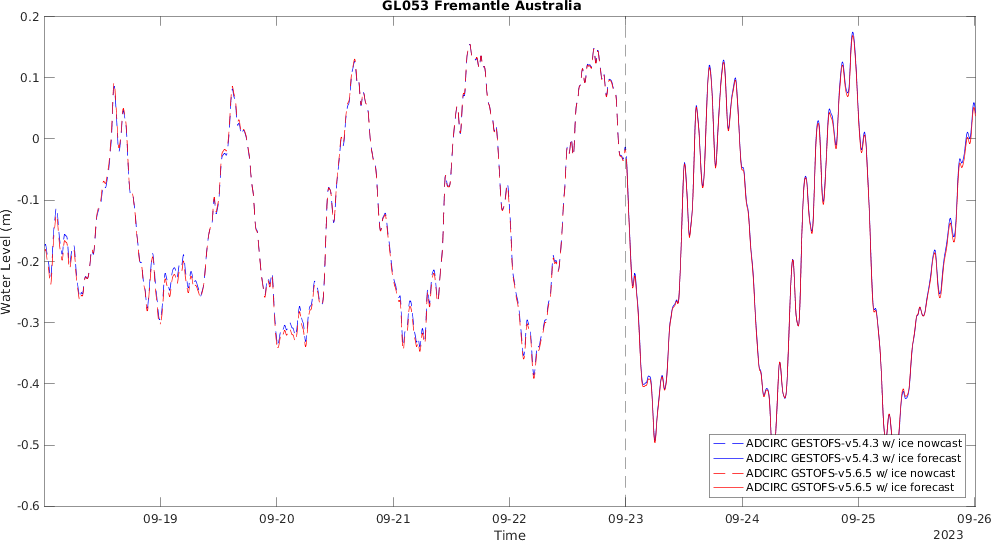 GL053 Fremantle Australia
0.2
0.1
0
-0.1
-0.2
-0.3
-0.4
-0.5
-0.6
Water Level (m)
ADCIRC GESTOFS-v5.4.3 w/ ice nowcast
ADCIRC GESTOFS-v5.4.3 w/ ice forecast
ADCIRC GSTOFS-v5.6.5 w/ ice nowcast
ADCIRC GSTOFS-v5.6.5 w/ ice forecast
09-19 09-20 09-21 09-22 09-23 09-24 09-25 09-26
Time
2023